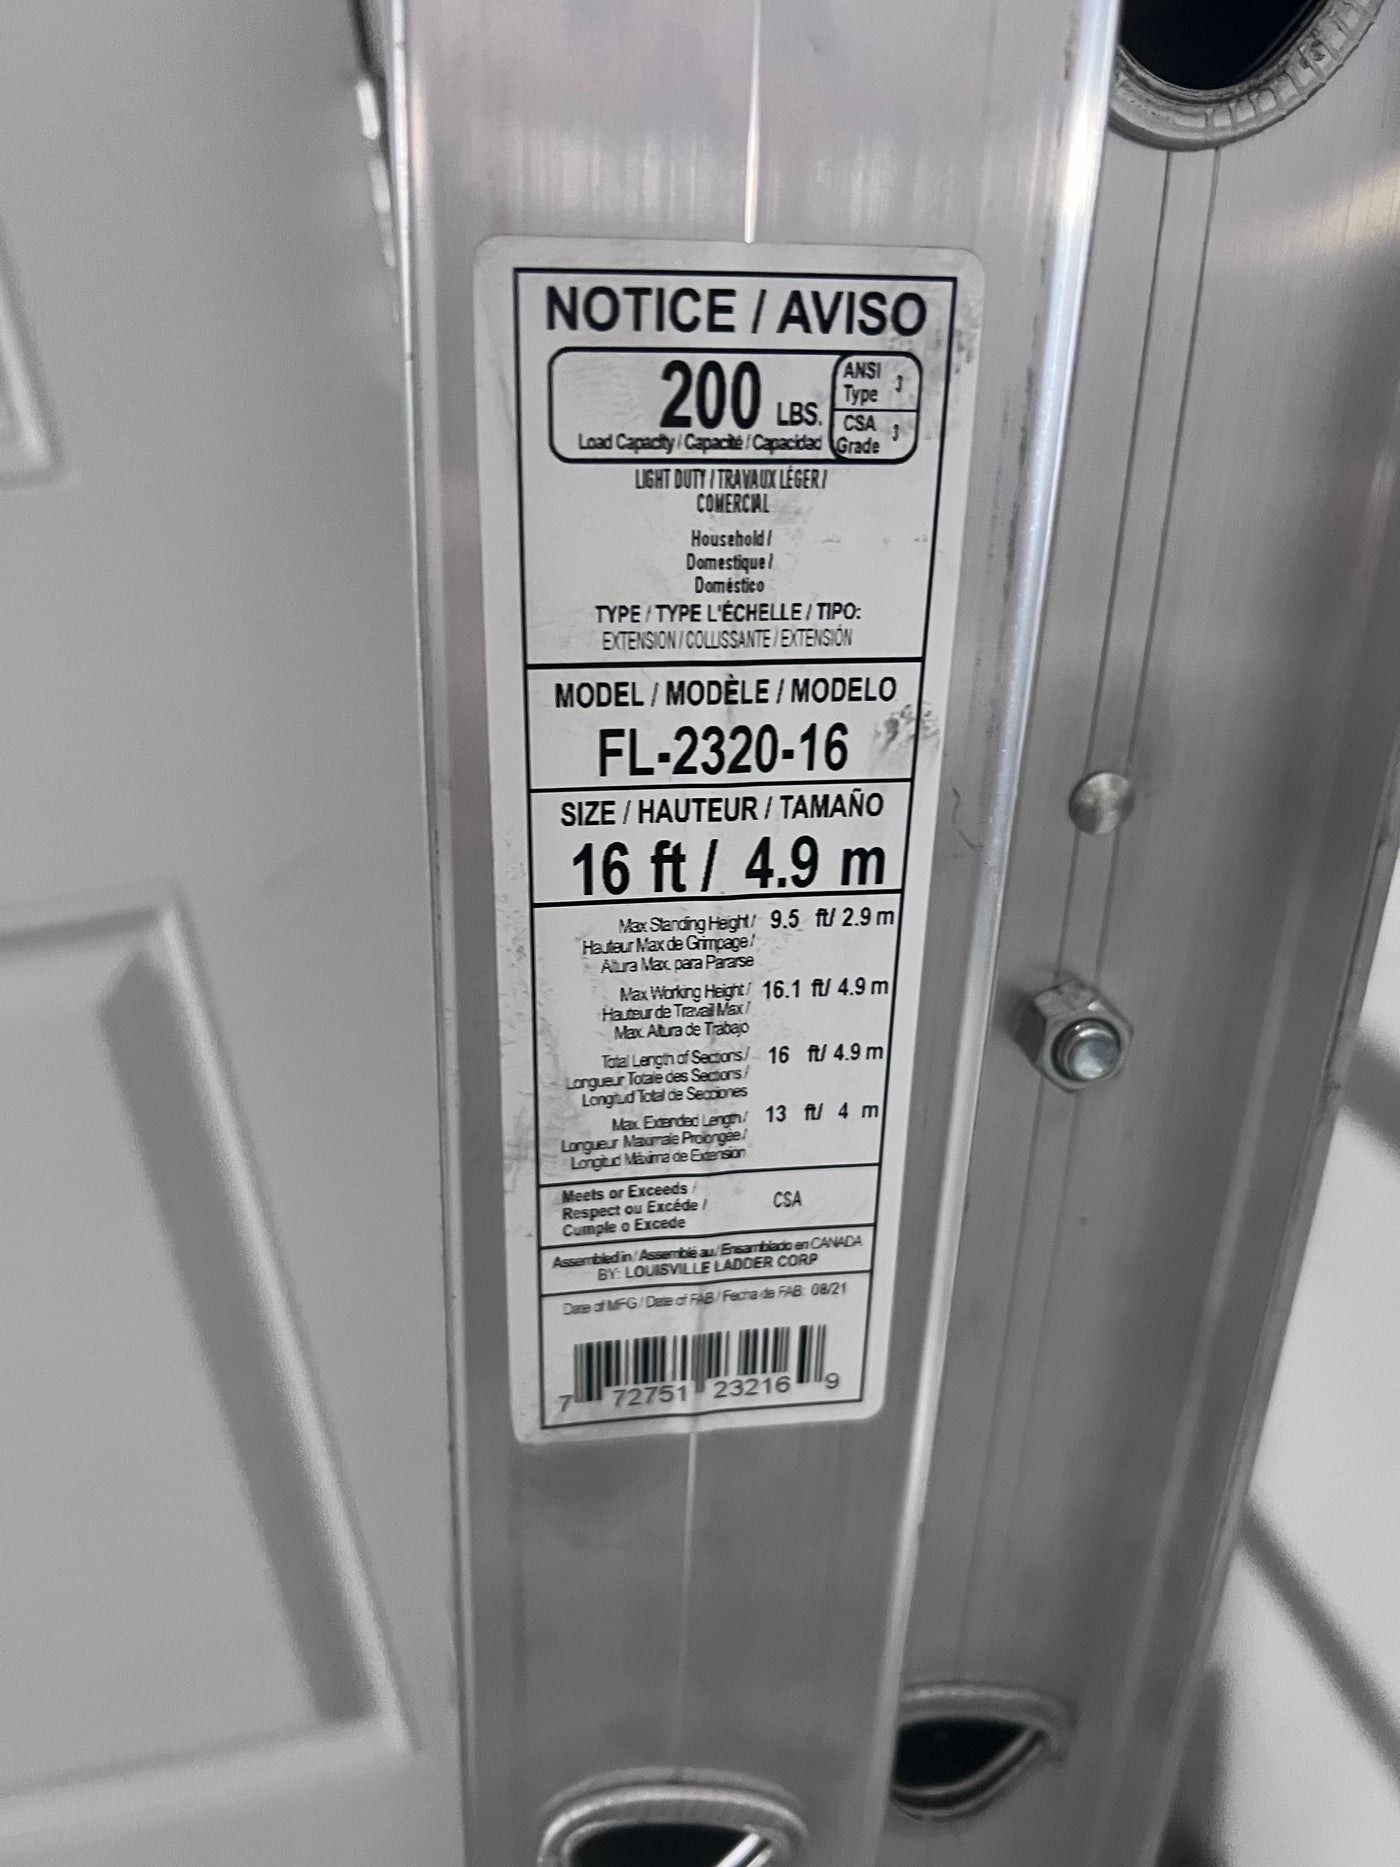 NOTICE / AVISO
200 LBS.
Load Capacity / Capacité / Capacidad
ANSI Type 3
CSA Grade 3
LIGHT DUTY / TRAVAUX LÉGER /
COMERCIAL
Household /
Domestique /
Doméstico
TYPE / TYPE L'ÉCHELLE / TIPO:
EXTENSION / COLLISSANTE / EXTENSIÓN
MODEL / MODÈLE / MODELO
FL-2320-16
SIZE / HAUTEUR / TAMAÑO
16 ft / 4.9 m
Max Standing Height / 9.5 ft/ 2.9 m
Hauteur Max de Grimpage /
Altura Max. para Pararse
Max Working Height / 16.1 ft/ 4.9 m
Hauteur de Travail Max /
Max. Altura de Trabajo
Total Length of Sections / 16 ft/ 4.9 m
Longueur Totale des Sections /
Longitud Total de Secciones
Max. Extended Length / 13 ft/ 4 m
Longueur Maximale Prolongée /
Longitud Máxima de Extension
Meets or Exceeds / CSA
Respect ou Excéde /
Cumple o Excede
Assembled in / Assemblé au / Ensamblado en CANADA
BY: LOUISVILLE LADDER CORP
Date of MFG / Date of FAB / Fecha de FAB: 08/21
7 72751 23216 9